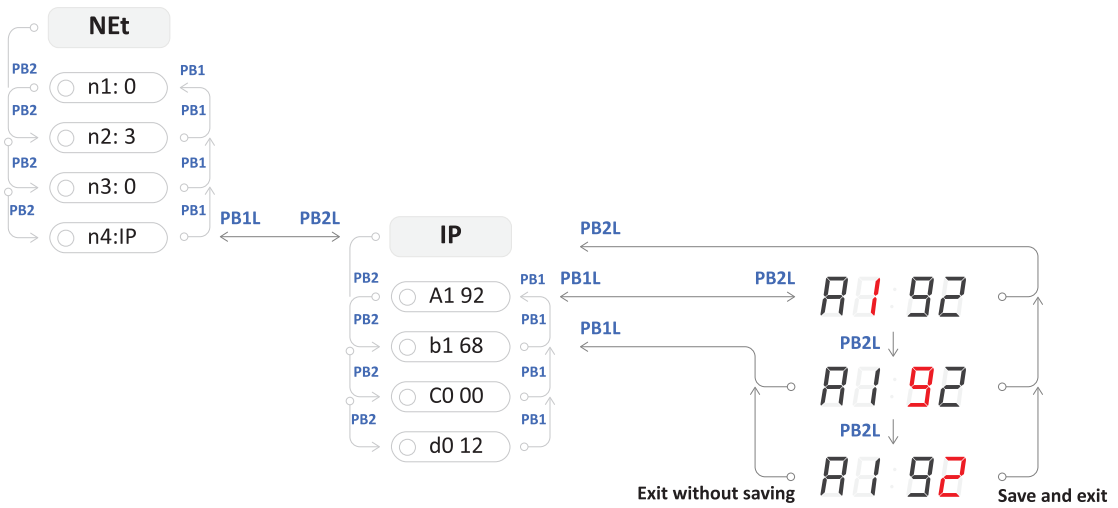 NEt
PB2
PB1
n1: 0
PB2
PB1
n2: 3
PB2
PB1
n3: 0
PB2
PB1
n4:IP
PB1L
PB2L
IP
PB2L
PB2
PB1
PB1L
PB2L
A1 92
A1 92
PB2
PB1
PB1L
PB2L
b1 68
PB2
PB1
A1 92
C0 00
PB2
PB1
PB2L
d0 12
A1 92
Exit without saving
Save and exit